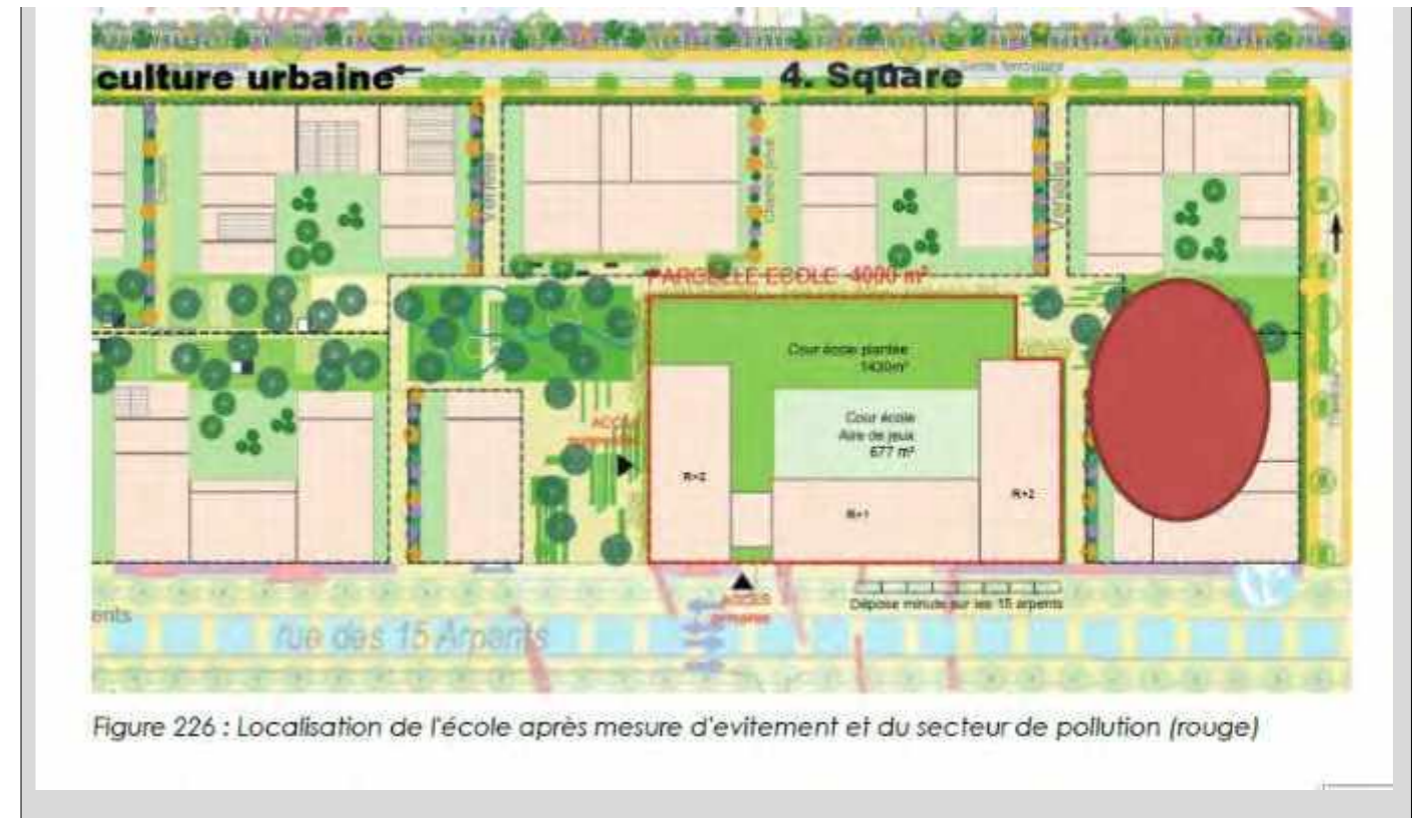 culture urbaine
4. Square
Venelle
PARCELLE ECOLE 4000 m²
Cour école plantée
1430m²
Cour école
Aire de jeux
677 m²
R+2
R+2
R+1
ACCES
Dépose minute sur les 15 arpents
rue des 15 Arpents
Figure 226 : Localisation de l'école après mesure d'evitement et du secteur de pollution (rouge)